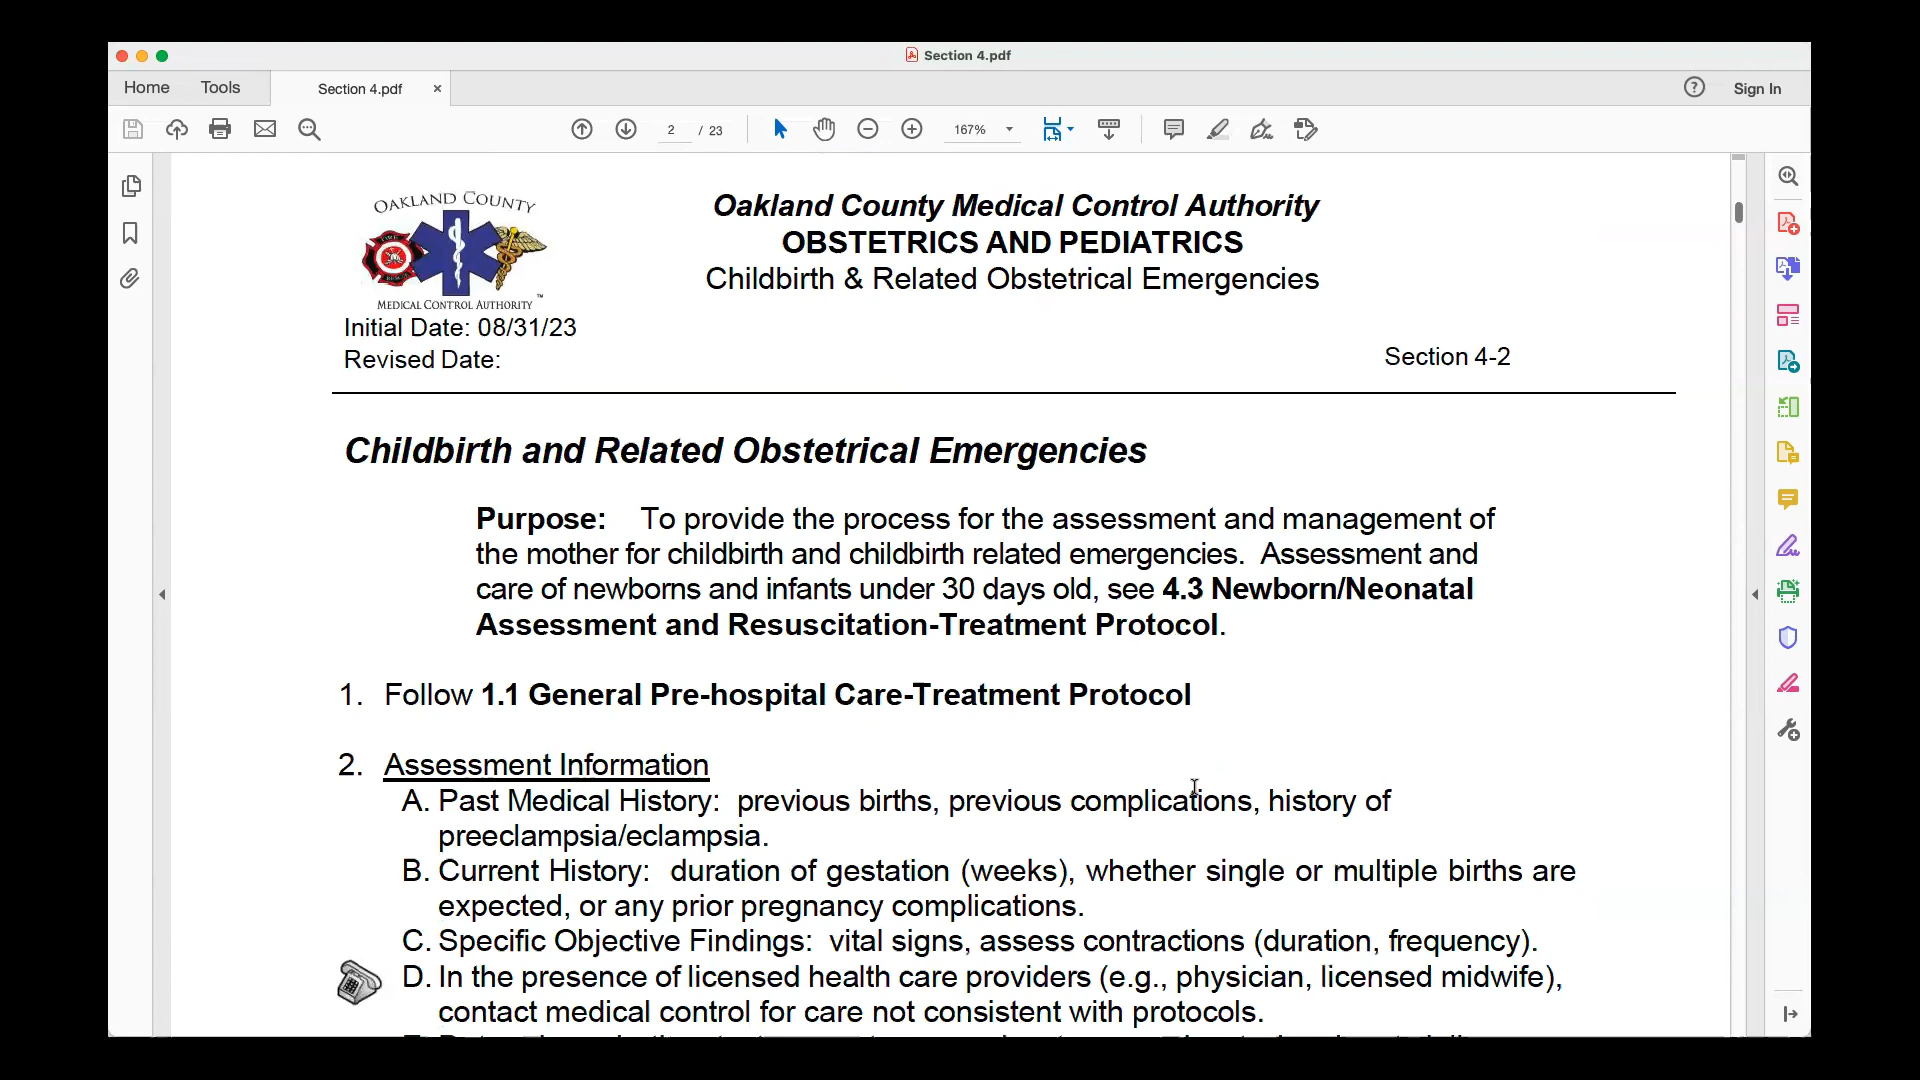 Section 4.pdf
Home Tools Section 4.pdf × ? Sign In
2 / 23 167%
OAKLAND COUNTY
MEDICAL CONTROL AUTHORITY ™
Oakland County Medical Control Authority
OBSTETRICS AND PEDIATRICS
Childbirth & Related Obstetrical Emergencies
Initial Date: 08/31/23
Revised Date:
Section 4-2
Childbirth and Related Obstetrical Emergencies
Purpose: To provide the process for the assessment and management of
the mother for childbirth and childbirth related emergencies. Assessment and
care of newborns and infants under 30 days old, see 4.3 Newborn/Neonatal
Assessment and Resuscitation-Treatment Protocol.
1. Follow 1.1 General Pre-hospital Care-Treatment Protocol
2. Assessment Information
A. Past Medical History: previous births, previous complications, history of
preeclampsia/eclampsia.
B. Current History: duration of gestation (weeks), whether single or multiple births are
expected, or any prior pregnancy complications.
C. Specific Objective Findings: vital signs, assess contractions (duration, frequency).
D. In the presence of licensed health care providers (e.g., physician, licensed midwife),
contact medical control for care not consistent with protocols.